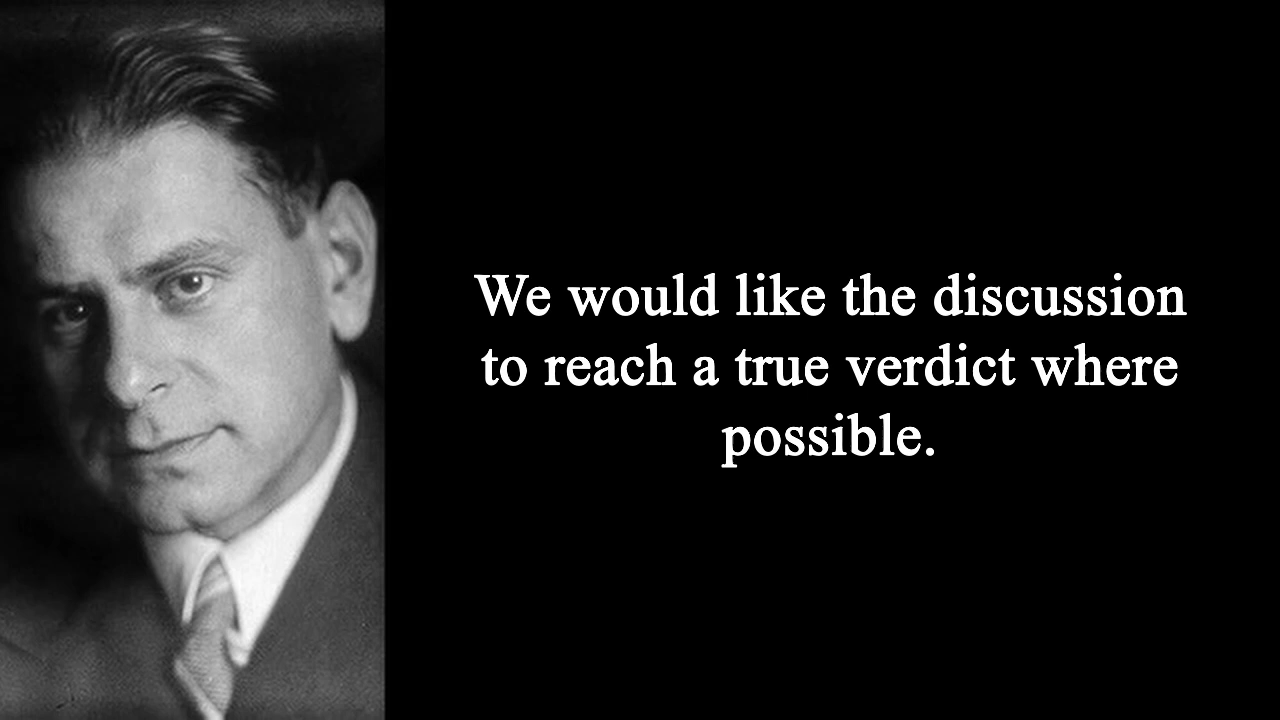 We would like the discussion
to reach a true verdict where
possible.